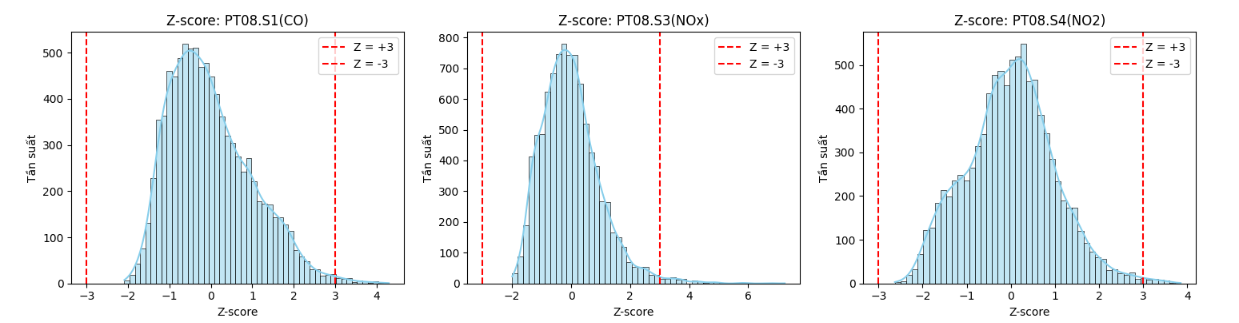 Z-score: PT08.S1(CO)
Z = +3
Z = -3
Tần suất
500
400
300
200
100
0
−3
−2
−1
0
1
2
3
4
Z-score
Z-score: PT08.S3(NOx)
Z = +3
Z = -3
Tần suất
800
700
600
500
400
300
200
100
0
−2
0
2
4
6
Z-score
Z-score: PT08.S4(NO2)
Z = +3
Z = -3
Tần suất
500
400
300
200
100
0
−3
−2
−1
0
1
2
3
4
Z-score